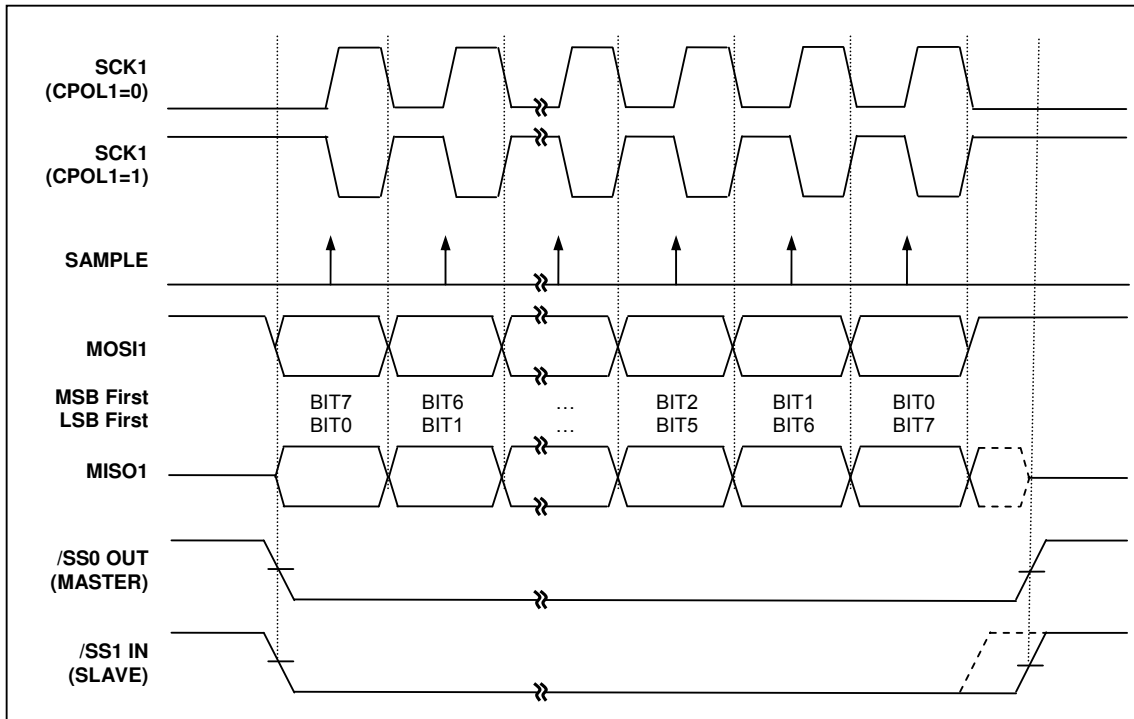 SCK1
(CPOL1=0)
SCK1
(CPOL1=1)
SAMPLE
MOSI1
MSB First BIT7 BIT6 ... BIT2 BIT1 BIT0
LSB First BIT0 BIT1 ... BIT5 BIT6 BIT7
MISO1
/SS0 OUT
(MASTER)
/SS1 IN
(SLAVE)